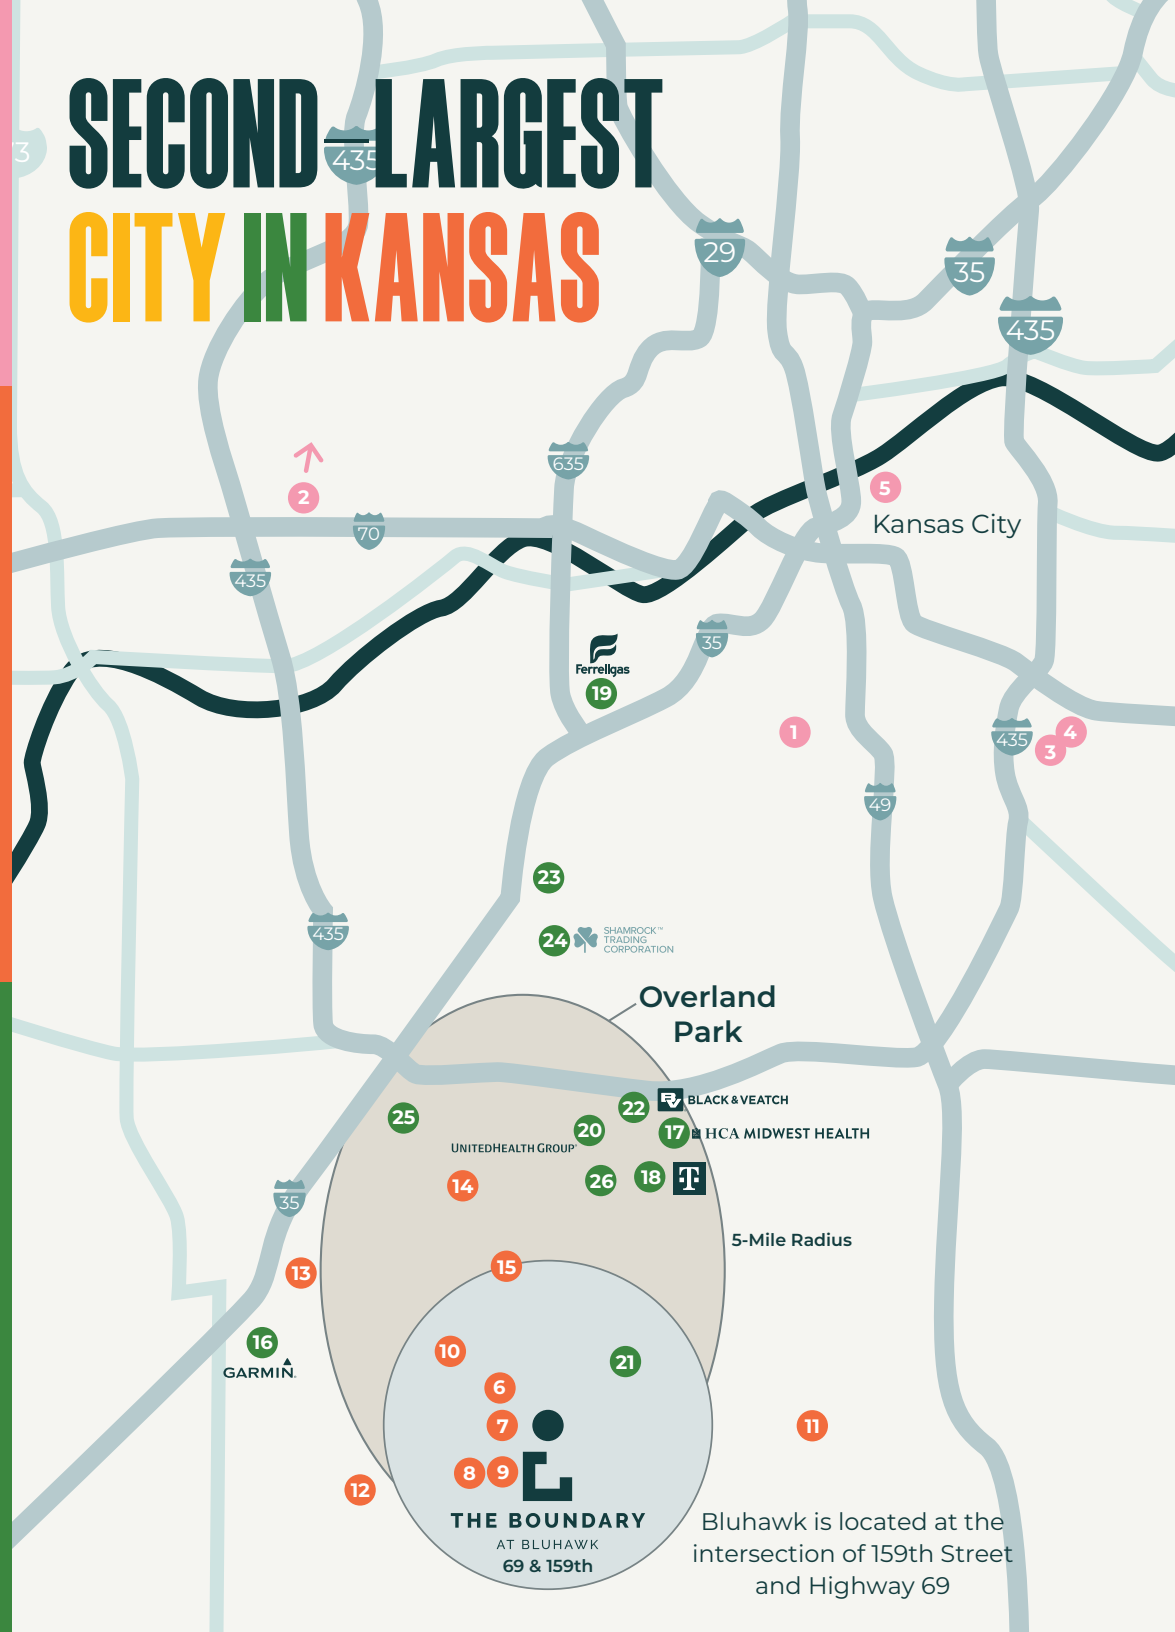 SECOND-LARGEST
CITY IN KANSAS
435
29
35
435
635
2
5
70
Kansas City
435
35
Ferrellgas
19
1
4
435
3
49
23
435
24
SHAMROCK™
TRADING
CORPORATION
Overland
Park
BLACK & VEATCH
22
25
20
17
HCA MIDWEST HEALTH
UNITEDHEALTH GROUP®
26
18
T
14
35
5-Mile Radius
15
13
16
GARMIN®
10
21
6
7
11
8
9
12
THE BOUNDARY
AT BLUHAWK
69 & 159th
Bluhawk is located at the
intersection of 159th Street
and Highway 69